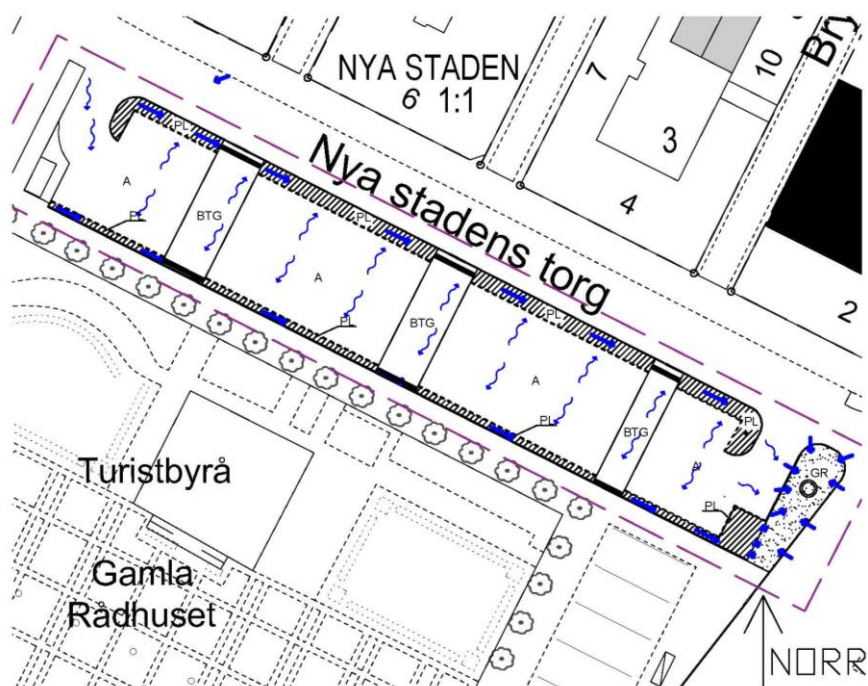 NYA STADEN
6 1:1
7
10
Bry
3
4
2
Nya stadens torg
PL
A
BTG
PL
PL
A
BTG
PL
PL
A
BTG
PL
PL
A
PL
GR
Turistbyrå
Gamla
Rådhuset
NORR